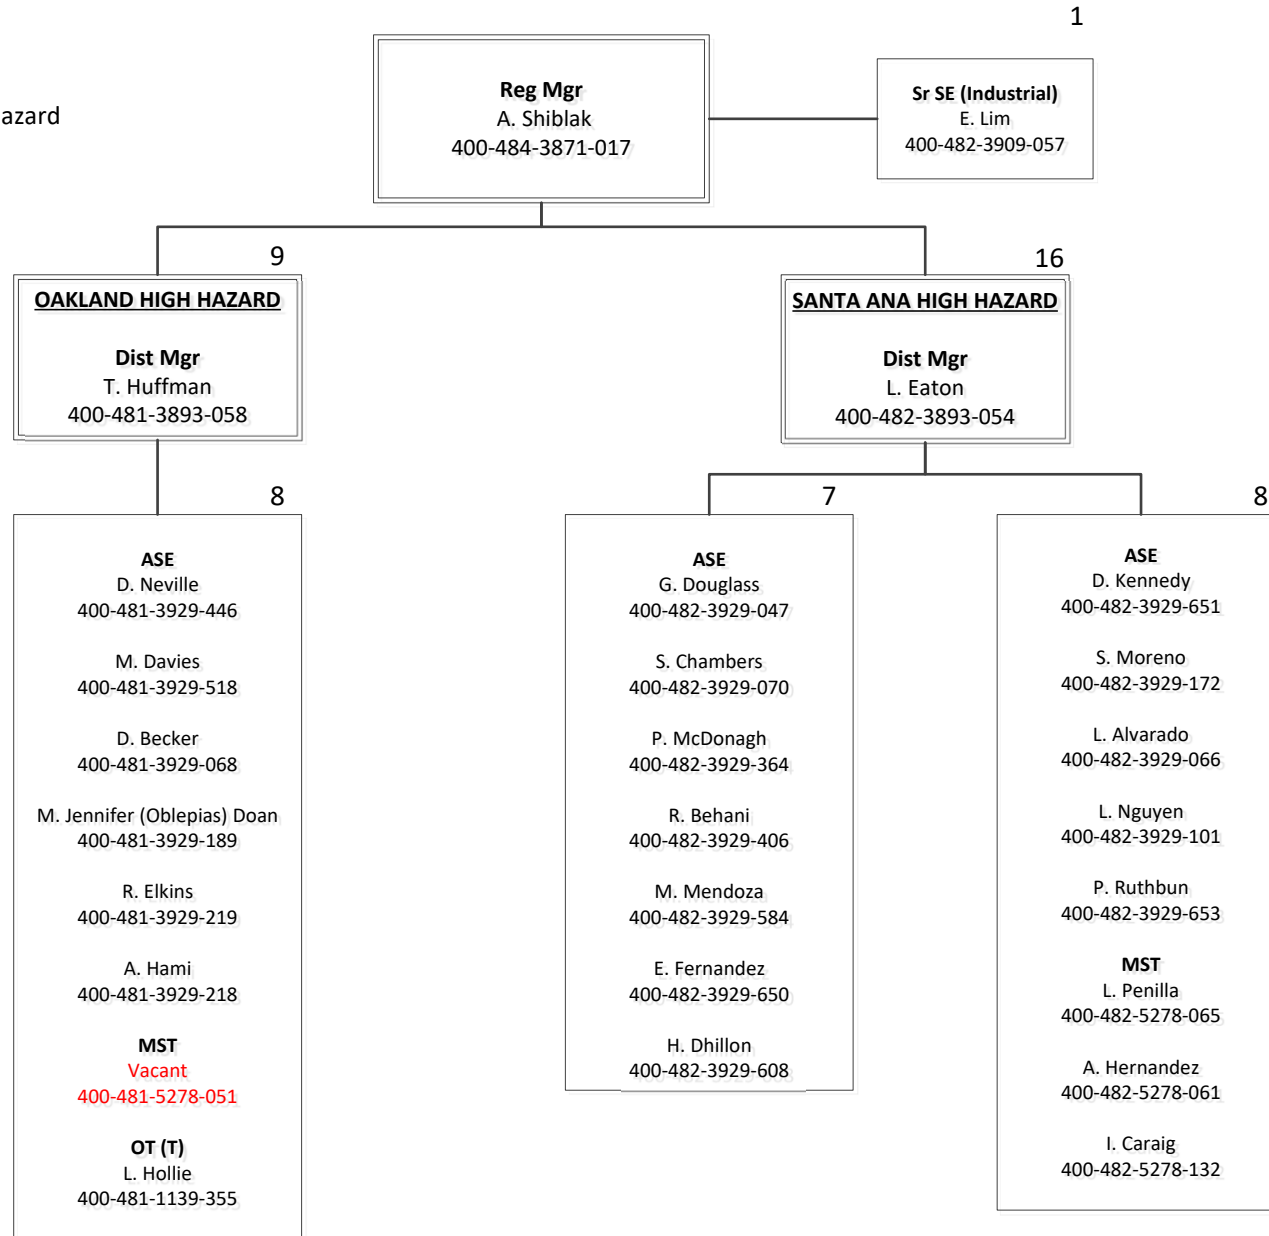 1
azard
Reg Mgr
A. Shiblak
400-484-3871-017
Sr SE (Industrial)
E. Lim
400-482-3909-057
9
OAKLAND HIGH HAZARD
Dist Mgr
T. Huffman
400-481-3893-058
16
SANTA ANA HIGH HAZARD
Dist Mgr
L. Eaton
400-482-3893-054
8
ASE
D. Neville
400-481-3929-446
M. Davies
400-481-3929-518
D. Becker
400-481-3929-068
M. Jennifer (Oblepias) Doan
400-481-3929-189
R. Elkins
400-481-3929-219
A. Hami
400-481-3929-218
MST
Vacant
400-481-5278-051
OT (T)
L. Hollie
400-481-1139-355
7
ASE
G. Douglass
400-482-3929-047
S. Chambers
400-482-3929-070
P. McDonagh
400-482-3929-364
R. Behani
400-482-3929-406
M. Mendoza
400-482-3929-584
E. Fernandez
400-482-3929-650
H. Dhillon
400-482-3929-608
8
ASE
D. Kennedy
400-482-3929-651
S. Moreno
400-482-3929-172
L. Alvarado
400-482-3929-066
L. Nguyen
400-482-3929-101
P. Ruthbun
400-482-3929-653
MST
L. Penilla
400-482-5278-065
A. Hernandez
400-482-5278-061
I. Caraig
400-482-5278-132